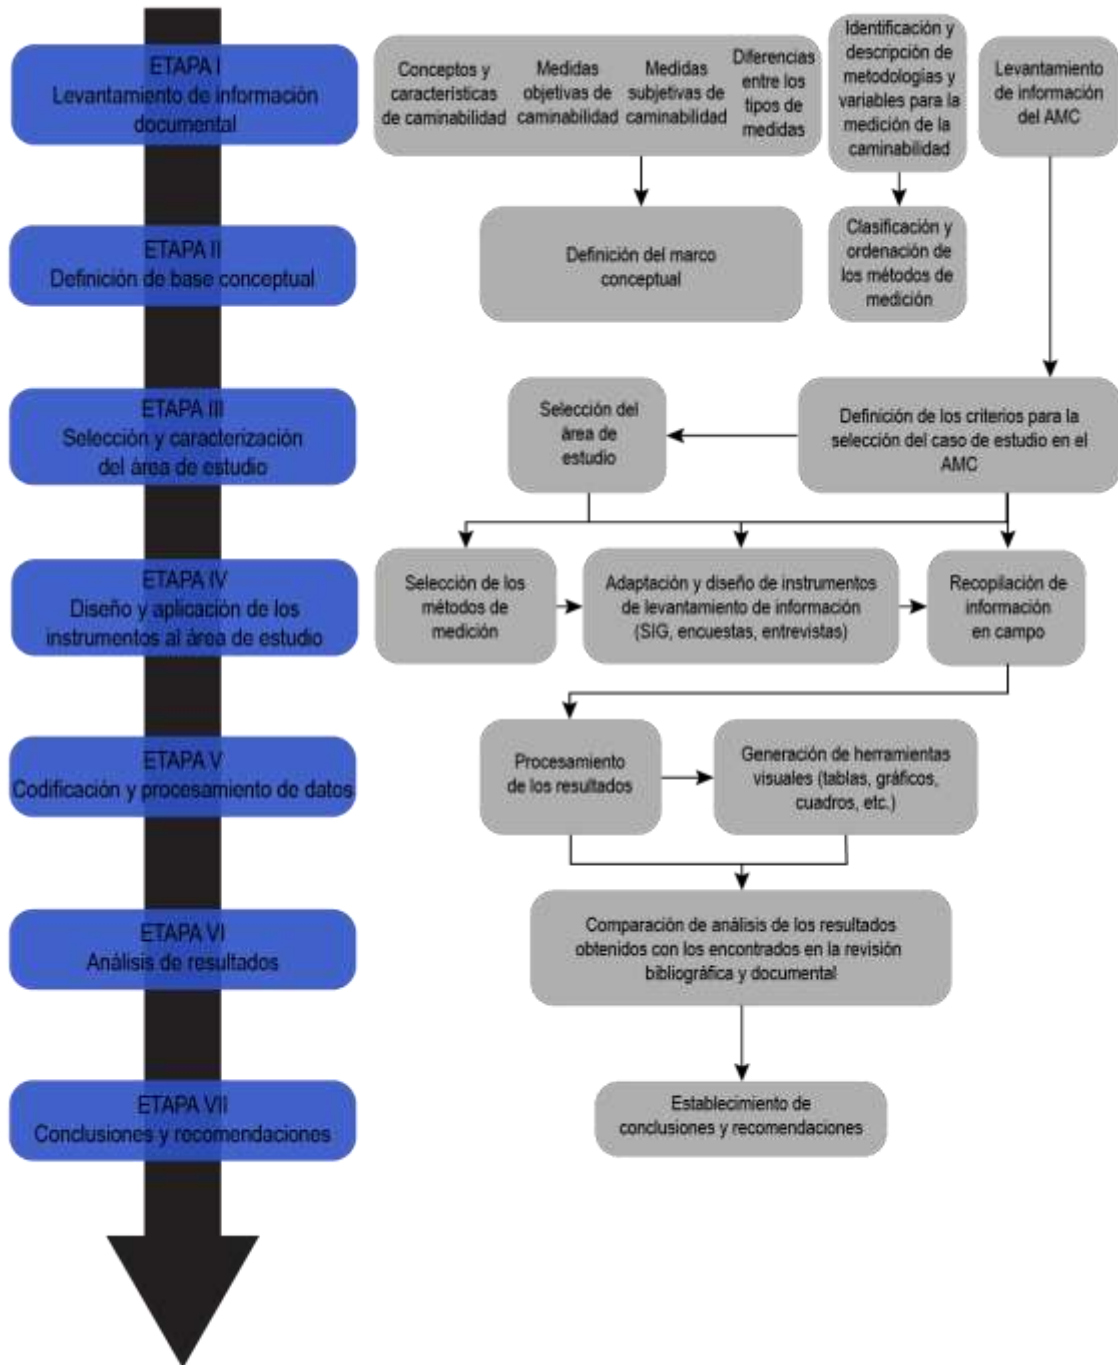 ETAPA I
Levantamiento de información
documental
Conceptos y
características
de caminabilidad
Medidas
objetivas de
caminabilidad
Medidas
subjetivas de
caminabilidad
Diferencias
entre los
tipos de
medidas
Identificación y
descripción de
metodologías y
variables para la
medición de la
caminabilidad
Levantamiento
de información
del AMC
ETAPA II
Definición de base conceptual
Definición del marco
conceptual
Clasificación y
ordenación de
los métodos de
medición
ETAPA III
Selección y caracterización
del área de estudio
Selección del
área de
estudio
Definición de los criterios para la
selección del caso de estudio en el
AMC
ETAPA IV
Diseño y aplicación de los
instrumentos al área de estudio
Selección de los
métodos de
medición
Adaptación y diseño de instrumentos
de levantamiento de información
(SIG, encuestas, entrevistas)
Recopilación de
información
en campo
ETAPA V
Codificación y procesamiento de datos
Procesamiento
de los resultados
Generación de herramientas
visuales (tablas, gráficos,
cuadros, etc.)
ETAPA VI
Análisis de resultados
Comparación de análisis de los resultados
obtenidos con los encontrados en la revisión
bibliográfica y documental
ETAPA VII
Conclusiones y recomendaciones
Establecimiento de
conclusiones y recomendaciones